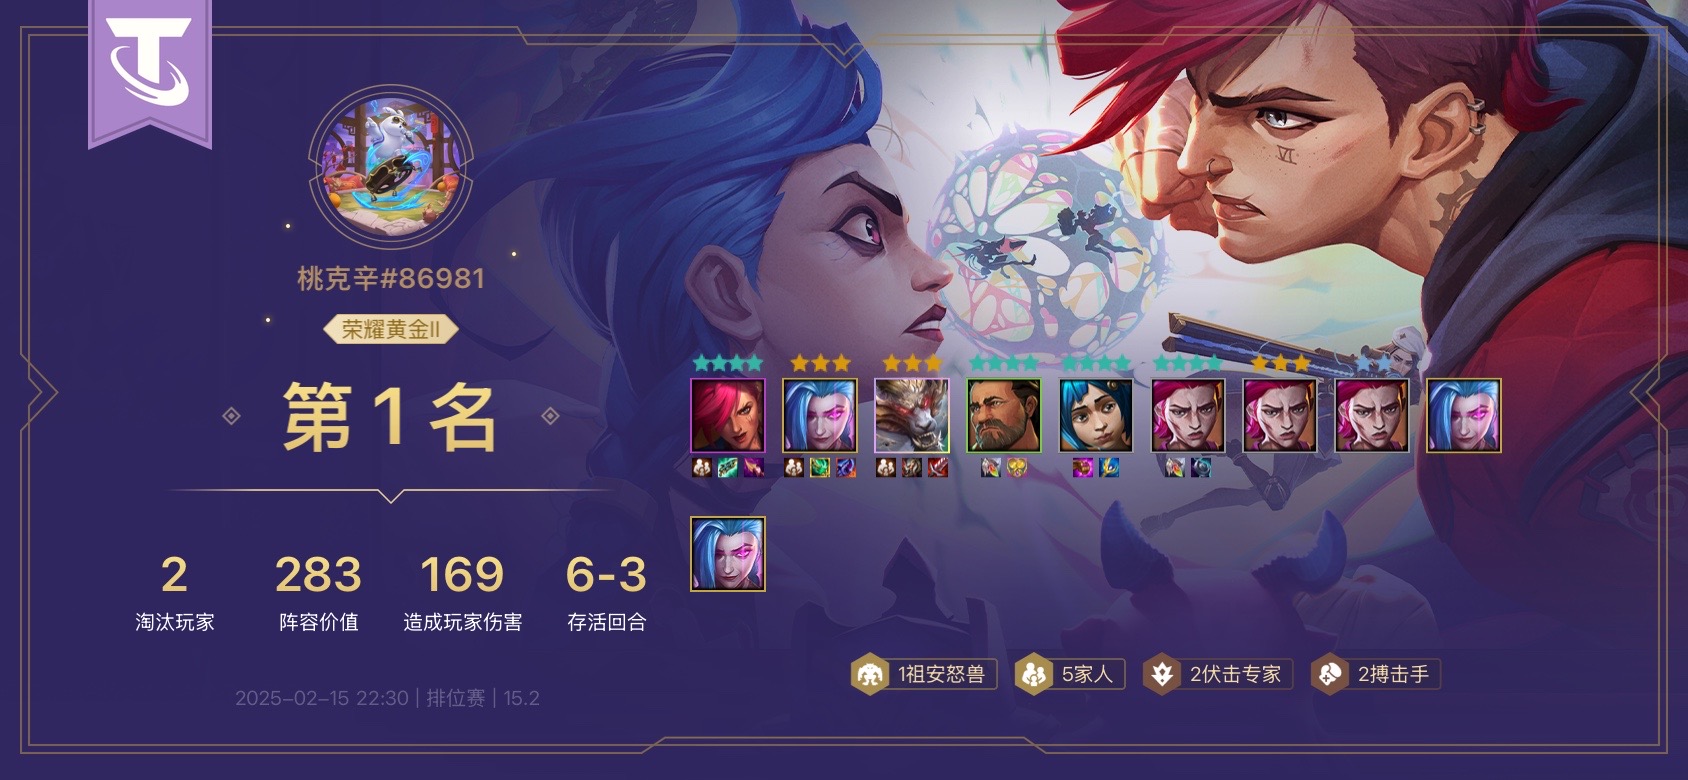 桃克辛#86981
荣耀黄金II
第1名
2 283 169 6-3
淘汰玩家 阵容价值 造成玩家伤害 存活回合
1祖安怒兽 5家人 2伏击专家 2搏击手
2025-02-15 22:30 | 排位赛 | 15.2
VI